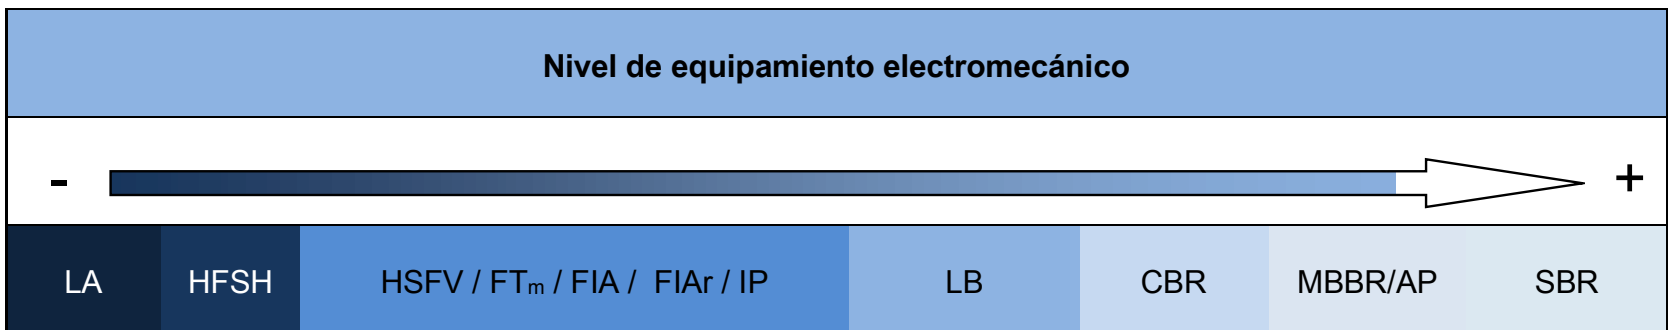 Nivel de equipamiento electromecánico
- +
LA HFSH HSFV / FTm / FIA / FIAr / IP LB CBR MBBR/AP SBR